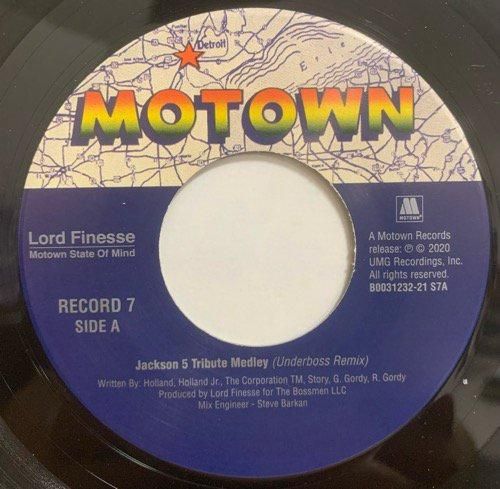 Detroit
Erie
MOTOWN
Lord Finesse
Motown State Of Mind
RECORD 7
SIDE A
M
MOTOWN
A Motown Records
release: ℗ © 2020
UMG Recordings, Inc.
All rights reserved.
B0031232-21 S7A
Jackson 5 Tribute Medley (Underboss Remix)
Written By: Holland, Holland Jr., The Corporation TM, Story, G. Gordy, R. Gordy
Produced by Lord Finesse for The Bossmen LLC
Mix Engineer - Steve Barkan